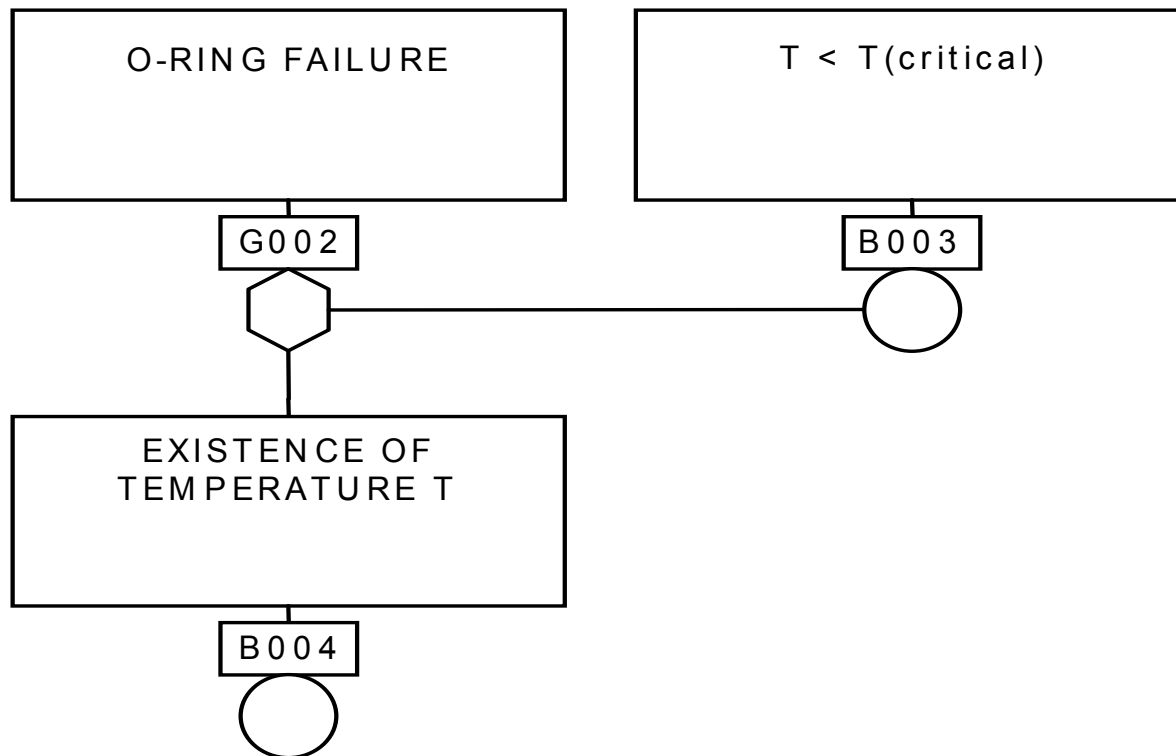 O-RING FAILURE
T < T(critical)
G002
B003
EXISTENCE OF
TEMPERATURE T
B004